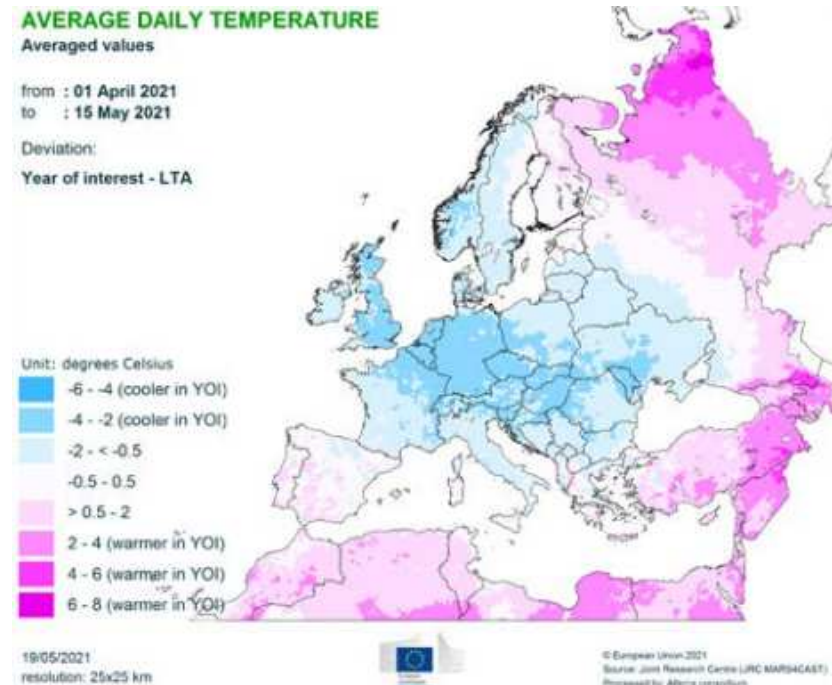 AVERAGE DAILY TEMPERATURE
Averaged values
from : 01 April 2021
to : 15 May 2021
Deviation:
Year of interest - LTA
Unit: degrees Celsius
-6 - -4 (cooler in YOI)
-4 - -2 (cooler in YOI)
-2 - < -0.5
-0.5 - 0.5
> 0.5 - 2
2 - 4 (warmer in YOI)
4 - 6 (warmer in YOI)
6 - 8 (warmer in YOI)
19/05/2021
resolution: 25x25 km
© European Union 2021
Source: Joint Research Centre (JRC MARS4CAST)
Processed by: